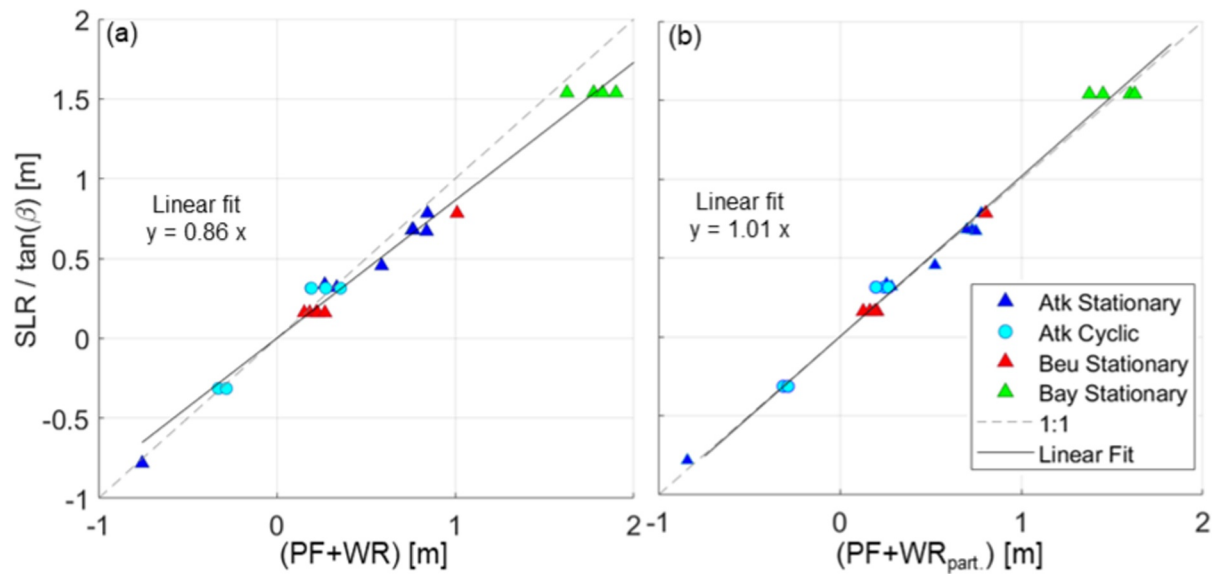 (a)
2
1.5
1
0.5
0
-0.5
-1
SLR / tan(β) [m]
Linear fit
y = 0.86 x
-1
0
1
2
(PF+WR) [m]
(b)
Linear fit
y = 1.01 x
Atk Stationary
Atk Cyclic
Beu Stationary
Bay Stationary
1:1
Linear Fit
-1
0
1
2
(PF+WRpart.) [m]